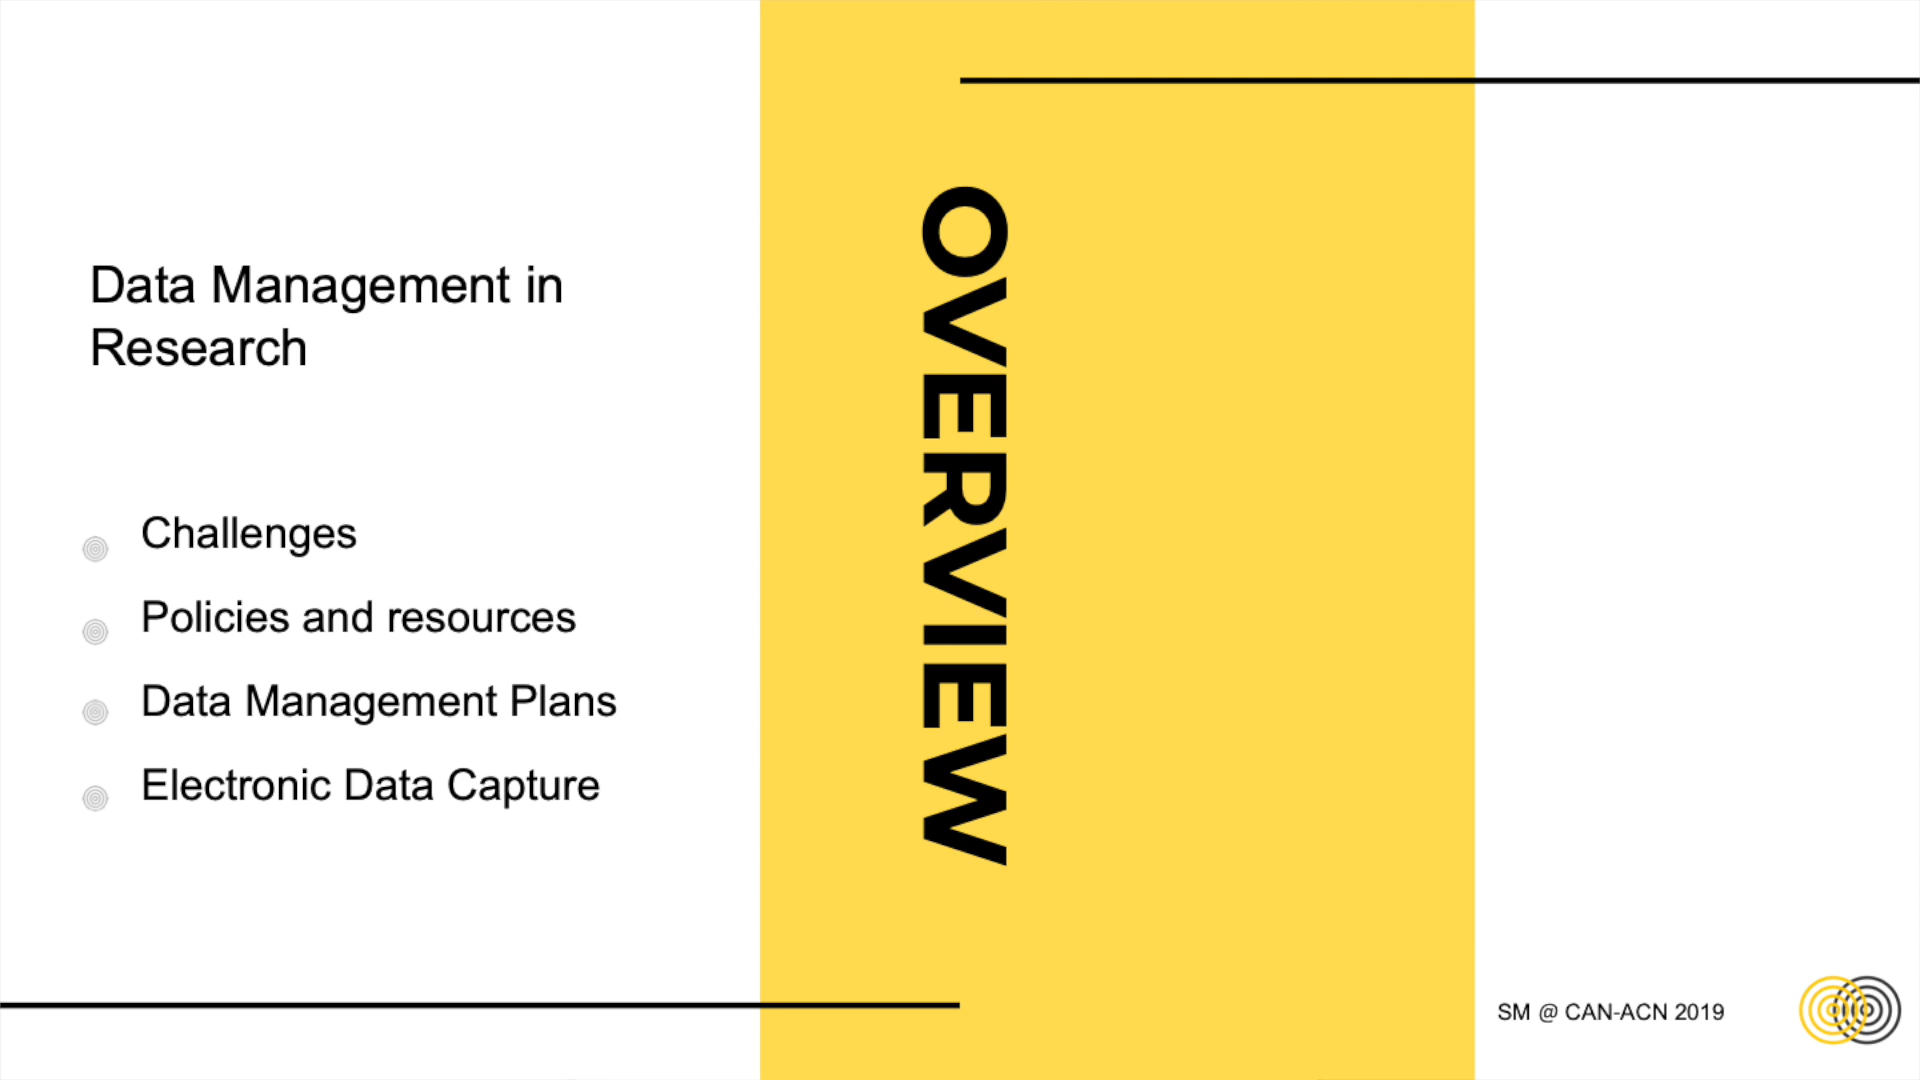 Data Management in
Research
Challenges
Policies and resources
Data Management Plans
Electronic Data Capture
OVERVIEW
SM @ CAN-ACN 2019